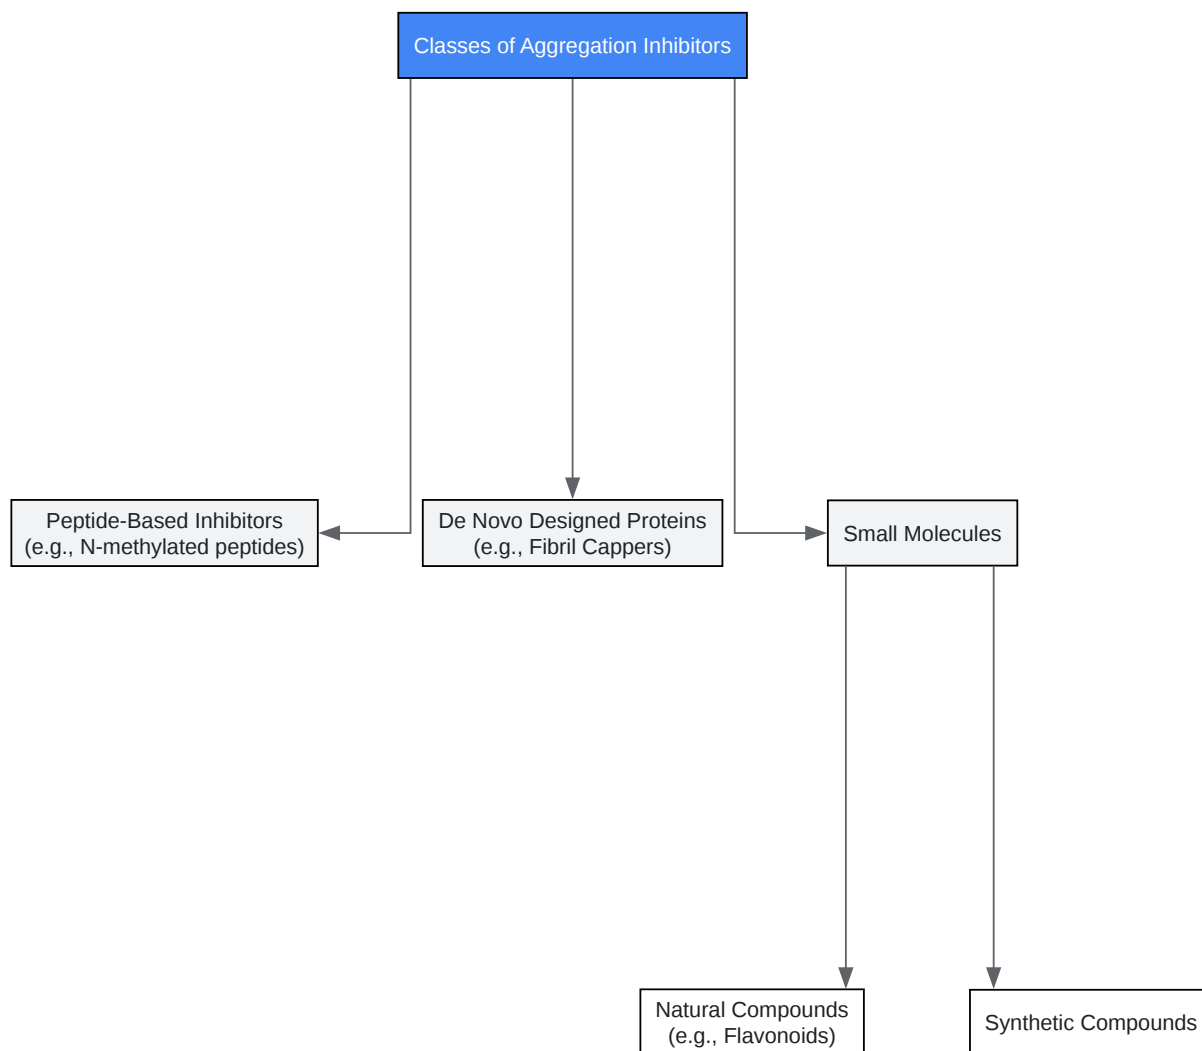 Classes of Aggregation Inhibitors
Peptide-Based Inhibitors
(e.g., N-methylated peptides)
De Novo Designed Proteins
(e.g., Fibril Cappers)
Small Molecules
Natural Compounds
(e.g., Flavonoids)
Synthetic Compounds